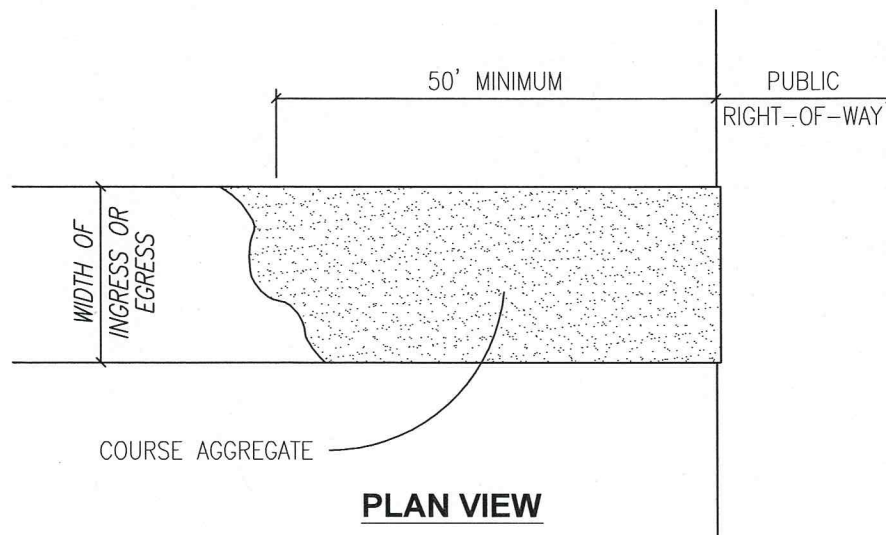 50' MINIMUM
PUBLIC
RIGHT-OF-WAY
WIDTH OF
INGRESS OR
EGRESS
COURSE AGGREGATE
PLAN VIEW